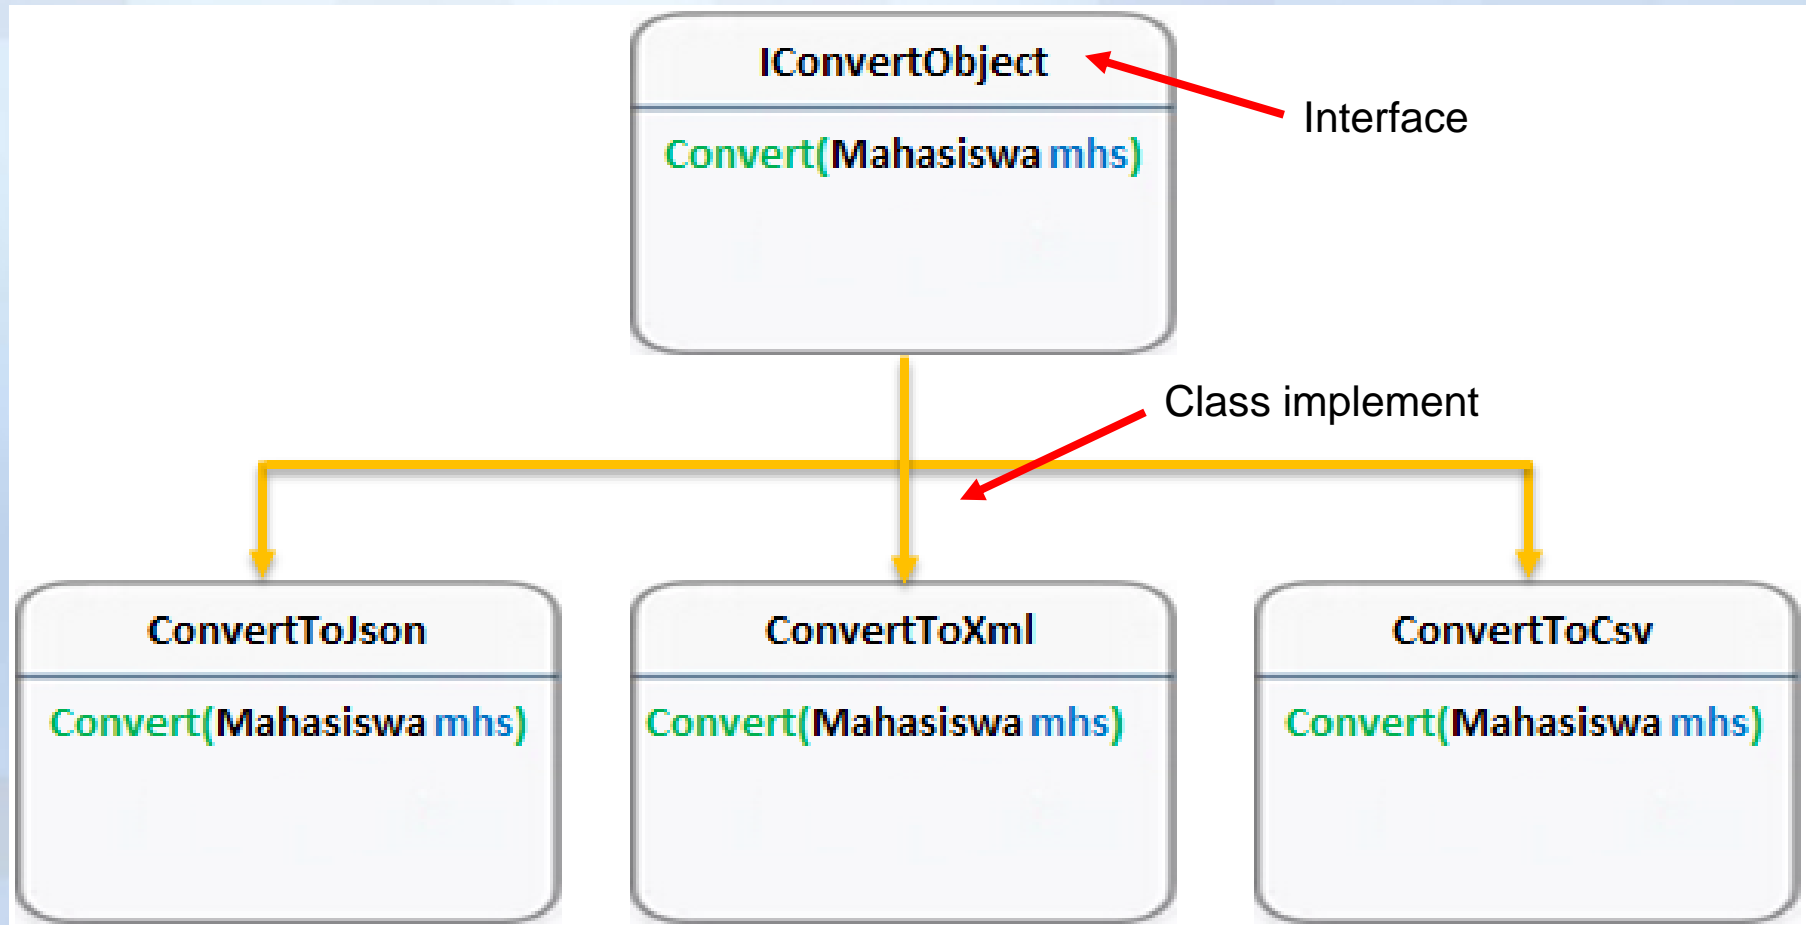 IConvertObject
Interface
Convert(Mahasiswa mhs)
Class implement
ConvertToJson
Convert(Mahasiswa mhs)
ConvertToXml
Convert(Mahasiswa mhs)
ConvertToCsv
Convert(Mahasiswa mhs)